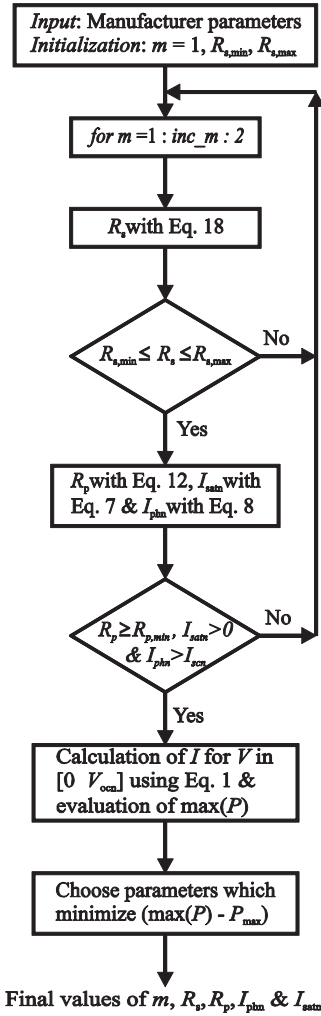 Input: Manufacturer parameters
Initialization: m = 1, Rs,min, Rs,max
for m =1 : inc_m : 2
Rs with Eq. 18
Rs,min ≤ Rs ≤ Rs,max
No
Yes
Rp with Eq. 12, Isatn with
Eq. 7 & Iphn with Eq. 8
Rp ≥ Rp,min, Isatn>0
& Iphn>Iscn
No
Yes
Calculation of I for V in
[0 Vocn] using Eq. 1 &
evaluation of max(P)
Choose parameters which
minimize (max(P) - Pmax)
Final values of m, Rs, Rp, Iphn & Isatn